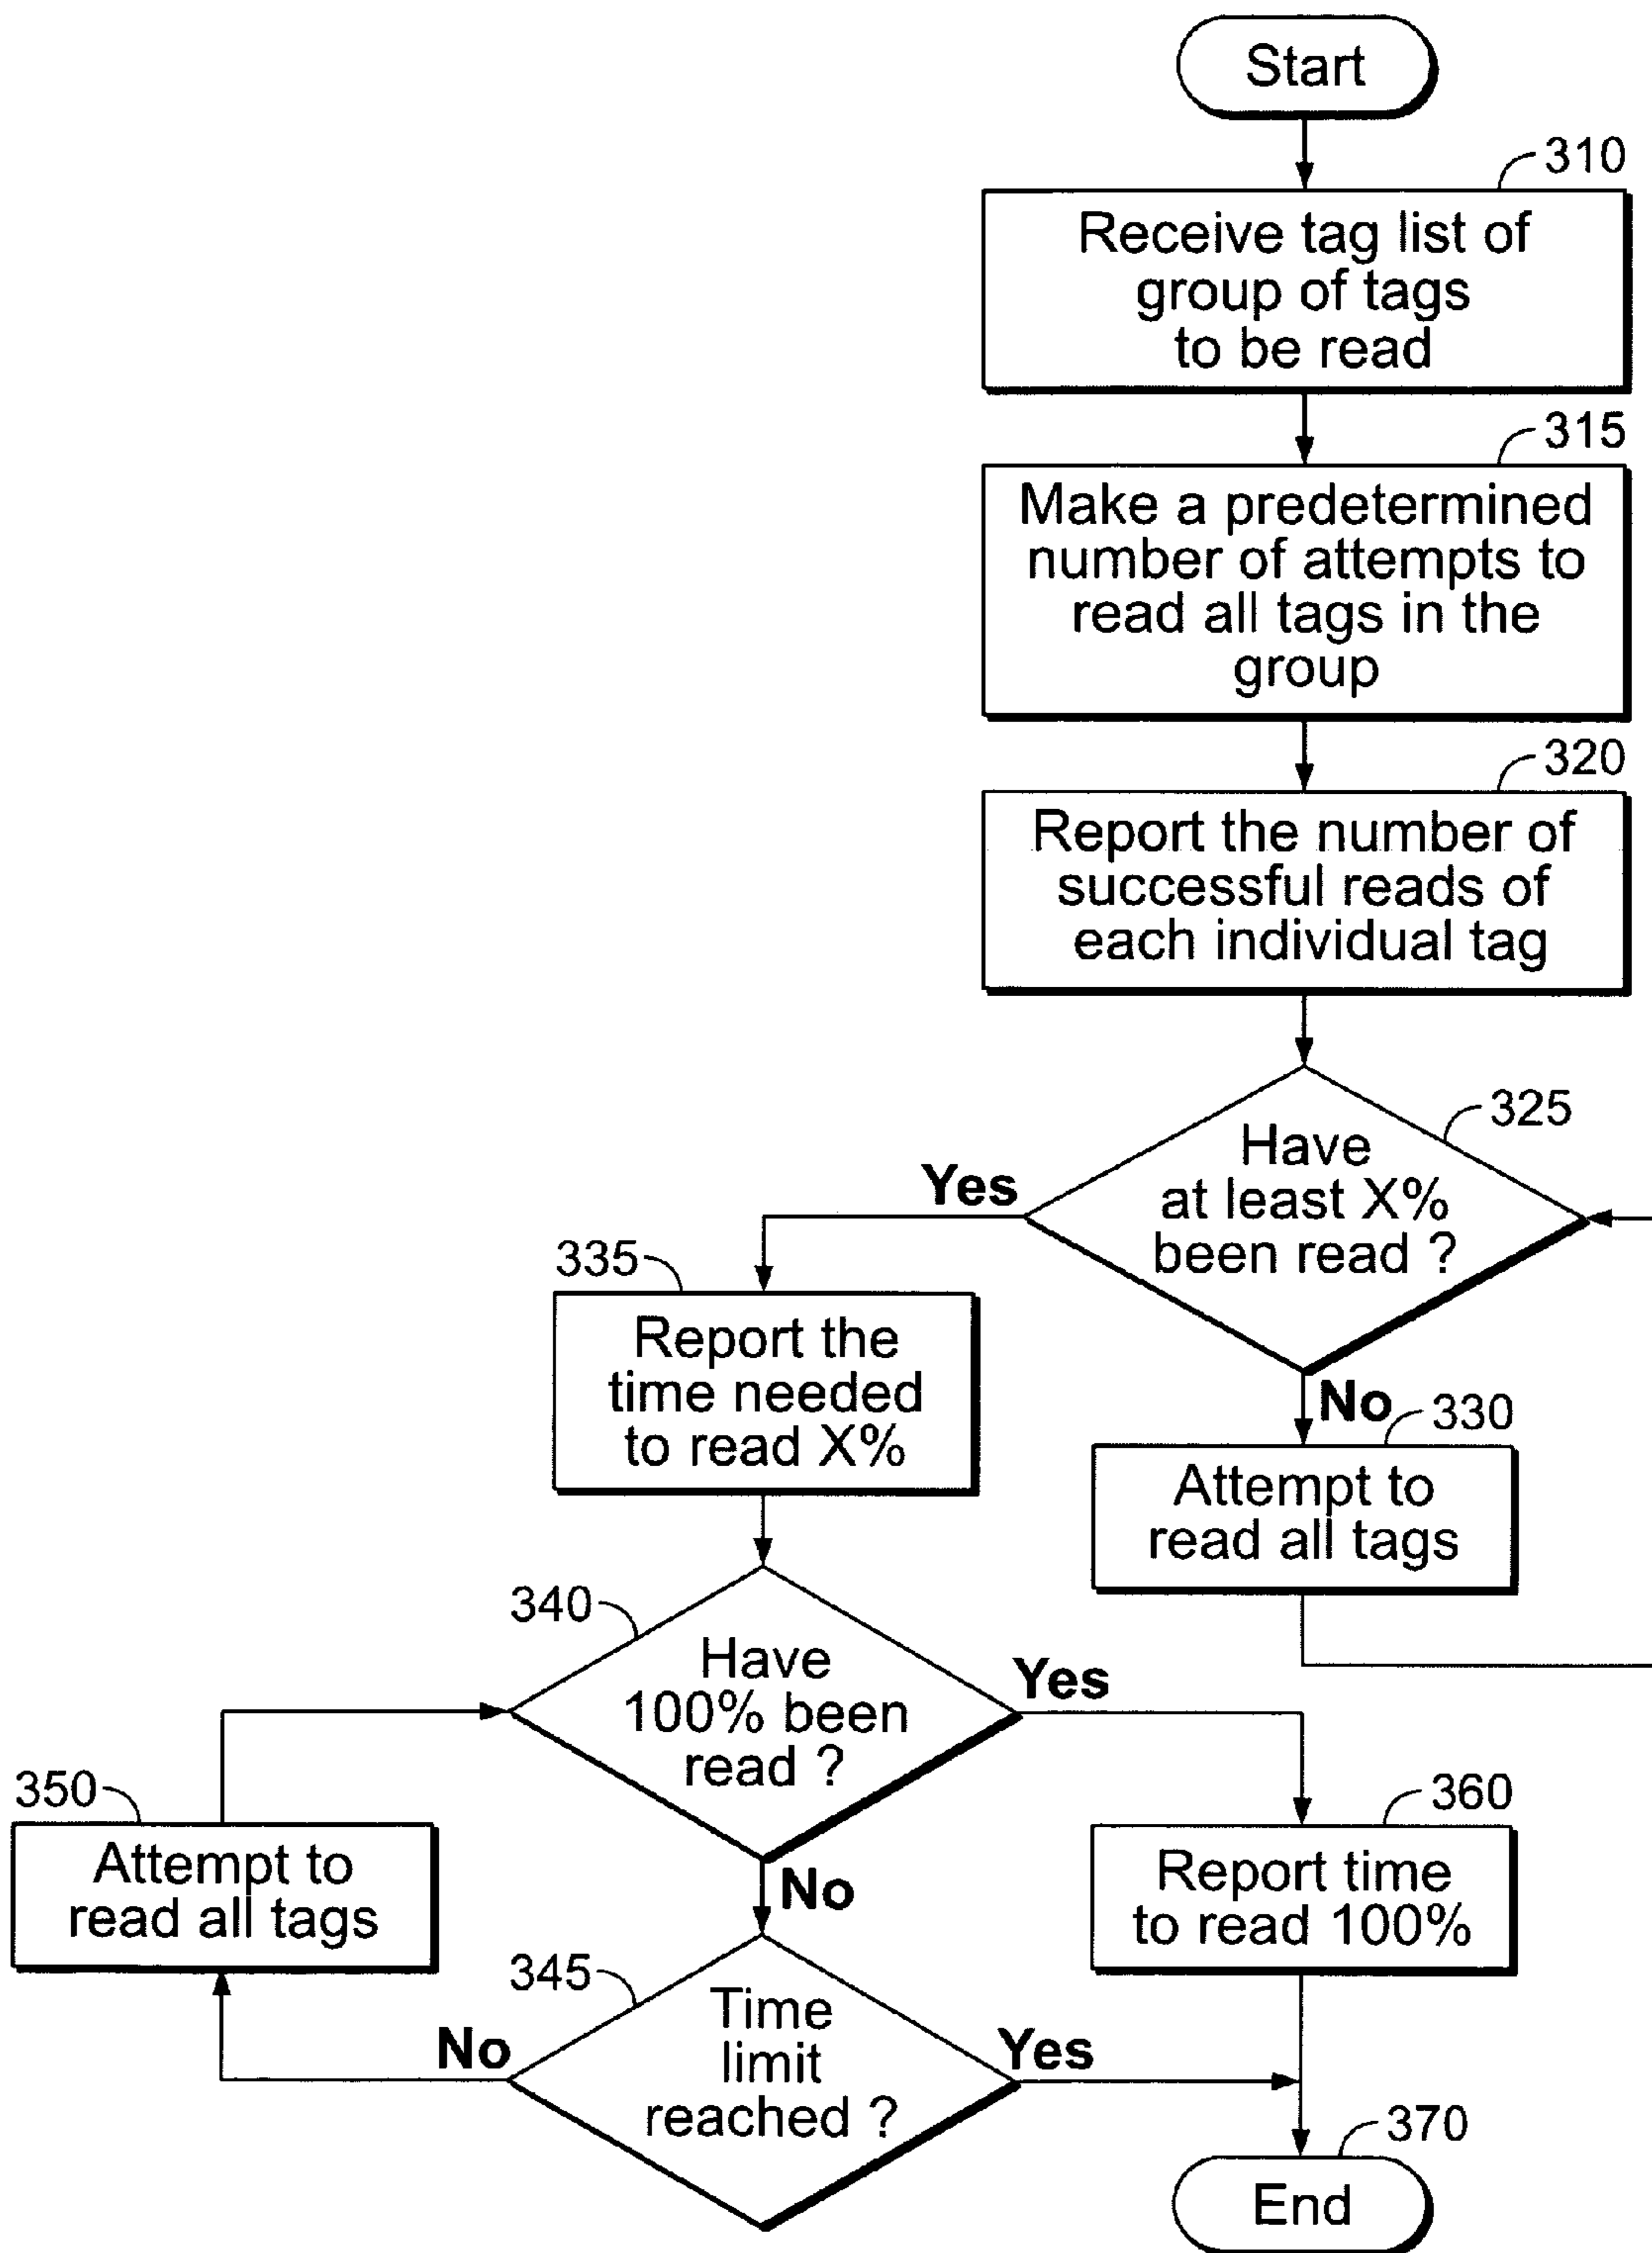 Start
310
Receive tag list of
group of tags
to be read
315
Make a predetermined
number of attempts to
read all tags in the
group
320
Report the number of
successful reads of
each individual tag
325
Have
at least X%
been read ?
Yes
No
335
Report the
time needed
to read X%
330
Attempt to
read all tags
340
Have
100% been
read ?
Yes
No
350
Attempt to
read all tags
360
Report time
to read 100%
345
Time
limit
reached ?
No
Yes
370
End